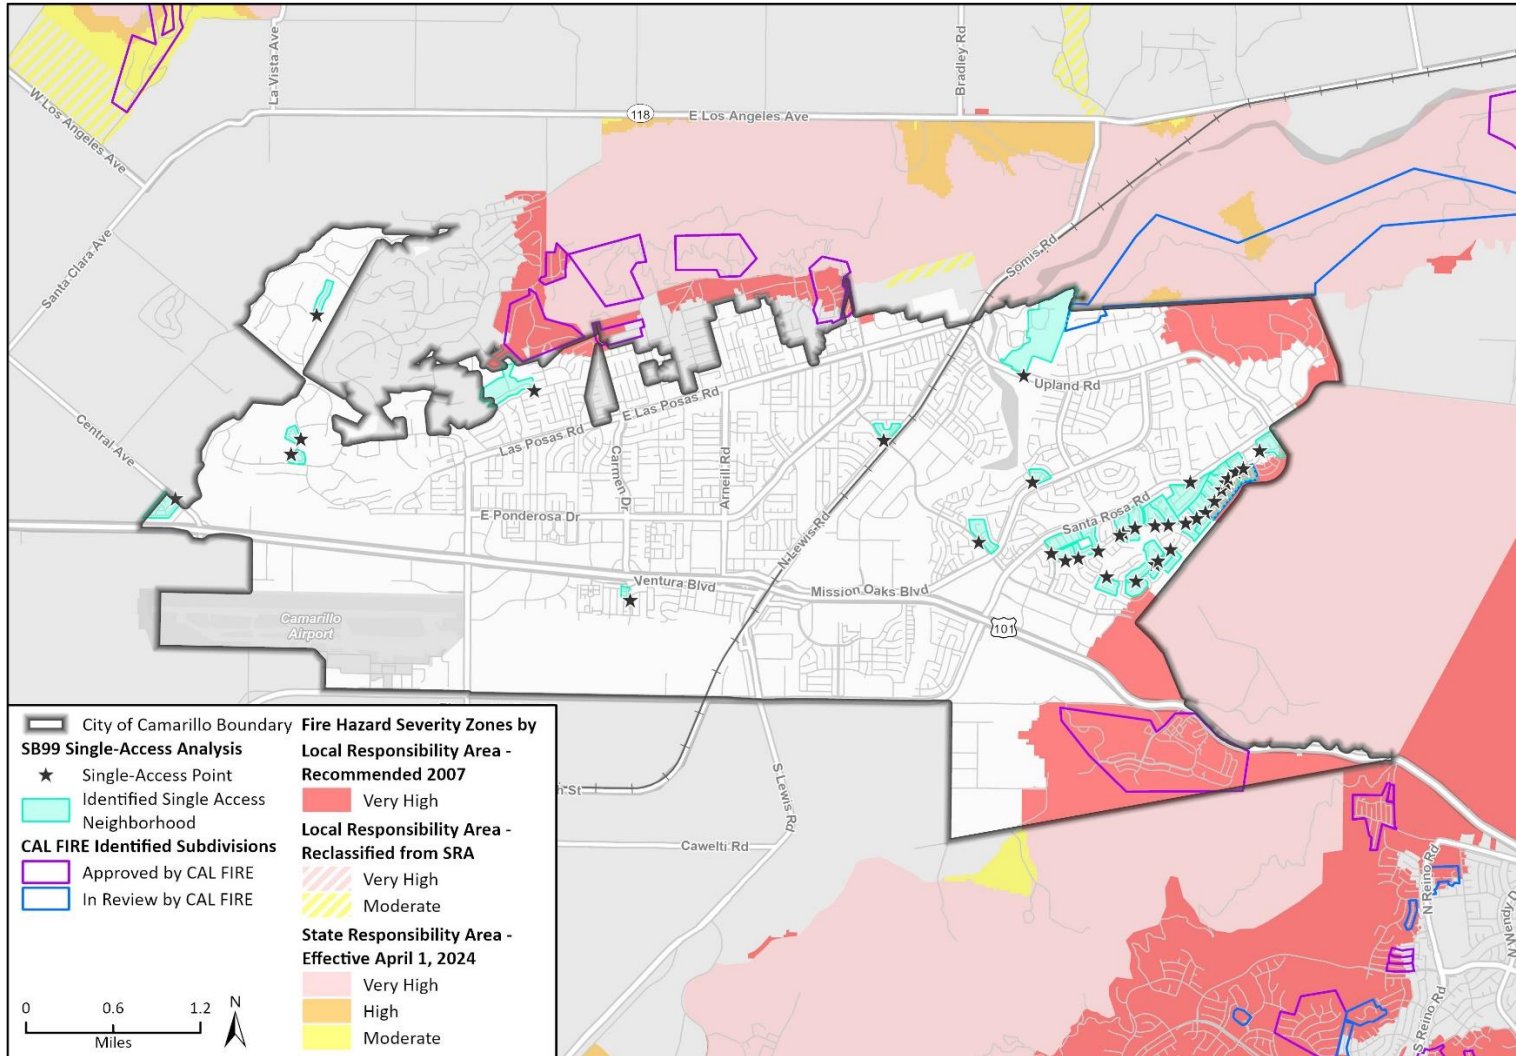 La Vista Ave
Bradley Rd
W Los Angeles Ave
118
E Los Angeles Ave
Santa Clara Ave
Somis Rd
Central Ave
Upland Rd
E Las Posas Rd
Las Posas Rd
Carmen Dr
Arneill Rd
E Ponderosa Dr
N Lewis Rd
Santa Rosa Rd
Ventura Blvd
Mission Oaks Blvd
101
Camarillo
Airport
S Lewis Rd
Cawelti Rd
h St
N Reino Rd
S Reino Rd
N Wendy D
City of Camarillo Boundary
SB99 Single-Access Analysis
Single-Access Point
Identified Single Access
Neighborhood
CAL FIRE Identified Subdivisions
Approved by CAL FIRE
In Review by CAL FIRE
0 0.6 1.2
Miles
N
Fire Hazard Severity Zones by
Local Responsibility Area -
Recommended 2007
Very High
Local Responsibility Area -
Reclassified from SRA
Very High
Moderate
State Responsibility Area -
Effective April 1, 2024
Very High
High
Moderate